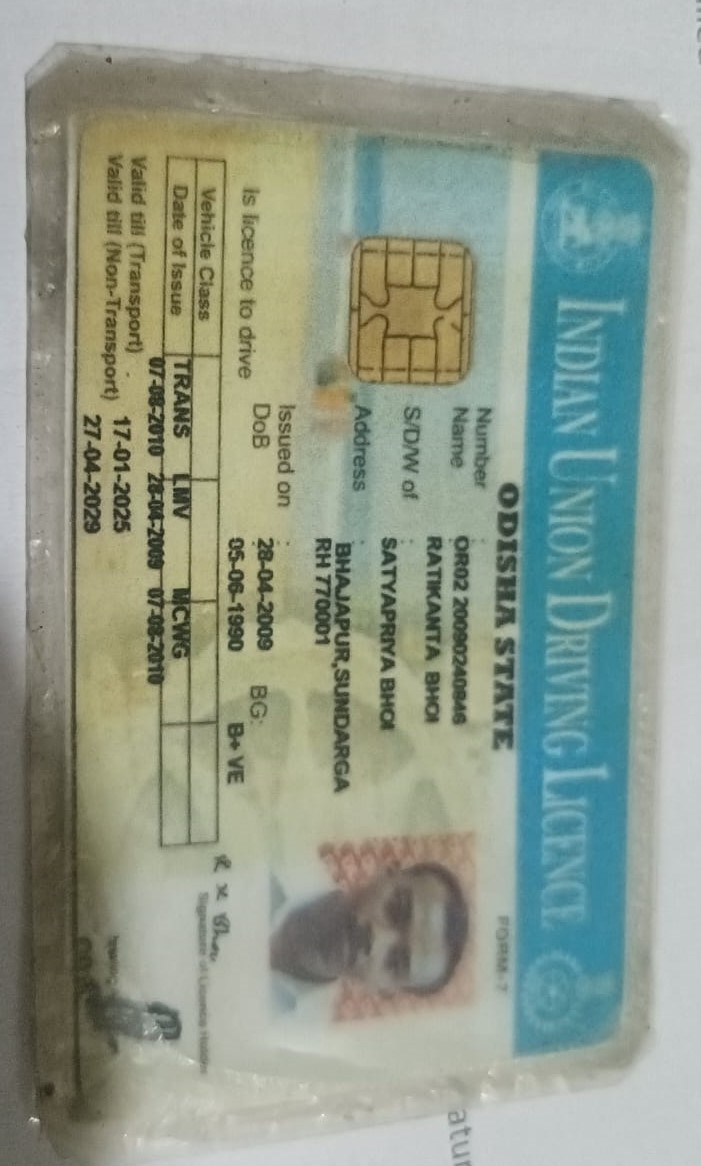 INDIAN UNION DRIVING LICENCE
ODISHA STATE
FORM-7
Number : OR02 20090240846
Name : RATIKANTA BHOI
S/D/W of : SATYAPRIYA BHOI
Address : BHAJAPUR,SUNDARGA
RH 770001
Issued on : 28-04-2009
DoB : 05-06-1990 BG: B+ VE
Is licence to drive
Vehicle Class TRANS LMV MCWG
Date of Issue 07-08-2010 28-04-2009 07-08-2010
Valid till (Transport) 17-01-2025
Valid till (Non-Transport) 27-04-2029
Signature of Licence Holder
atur